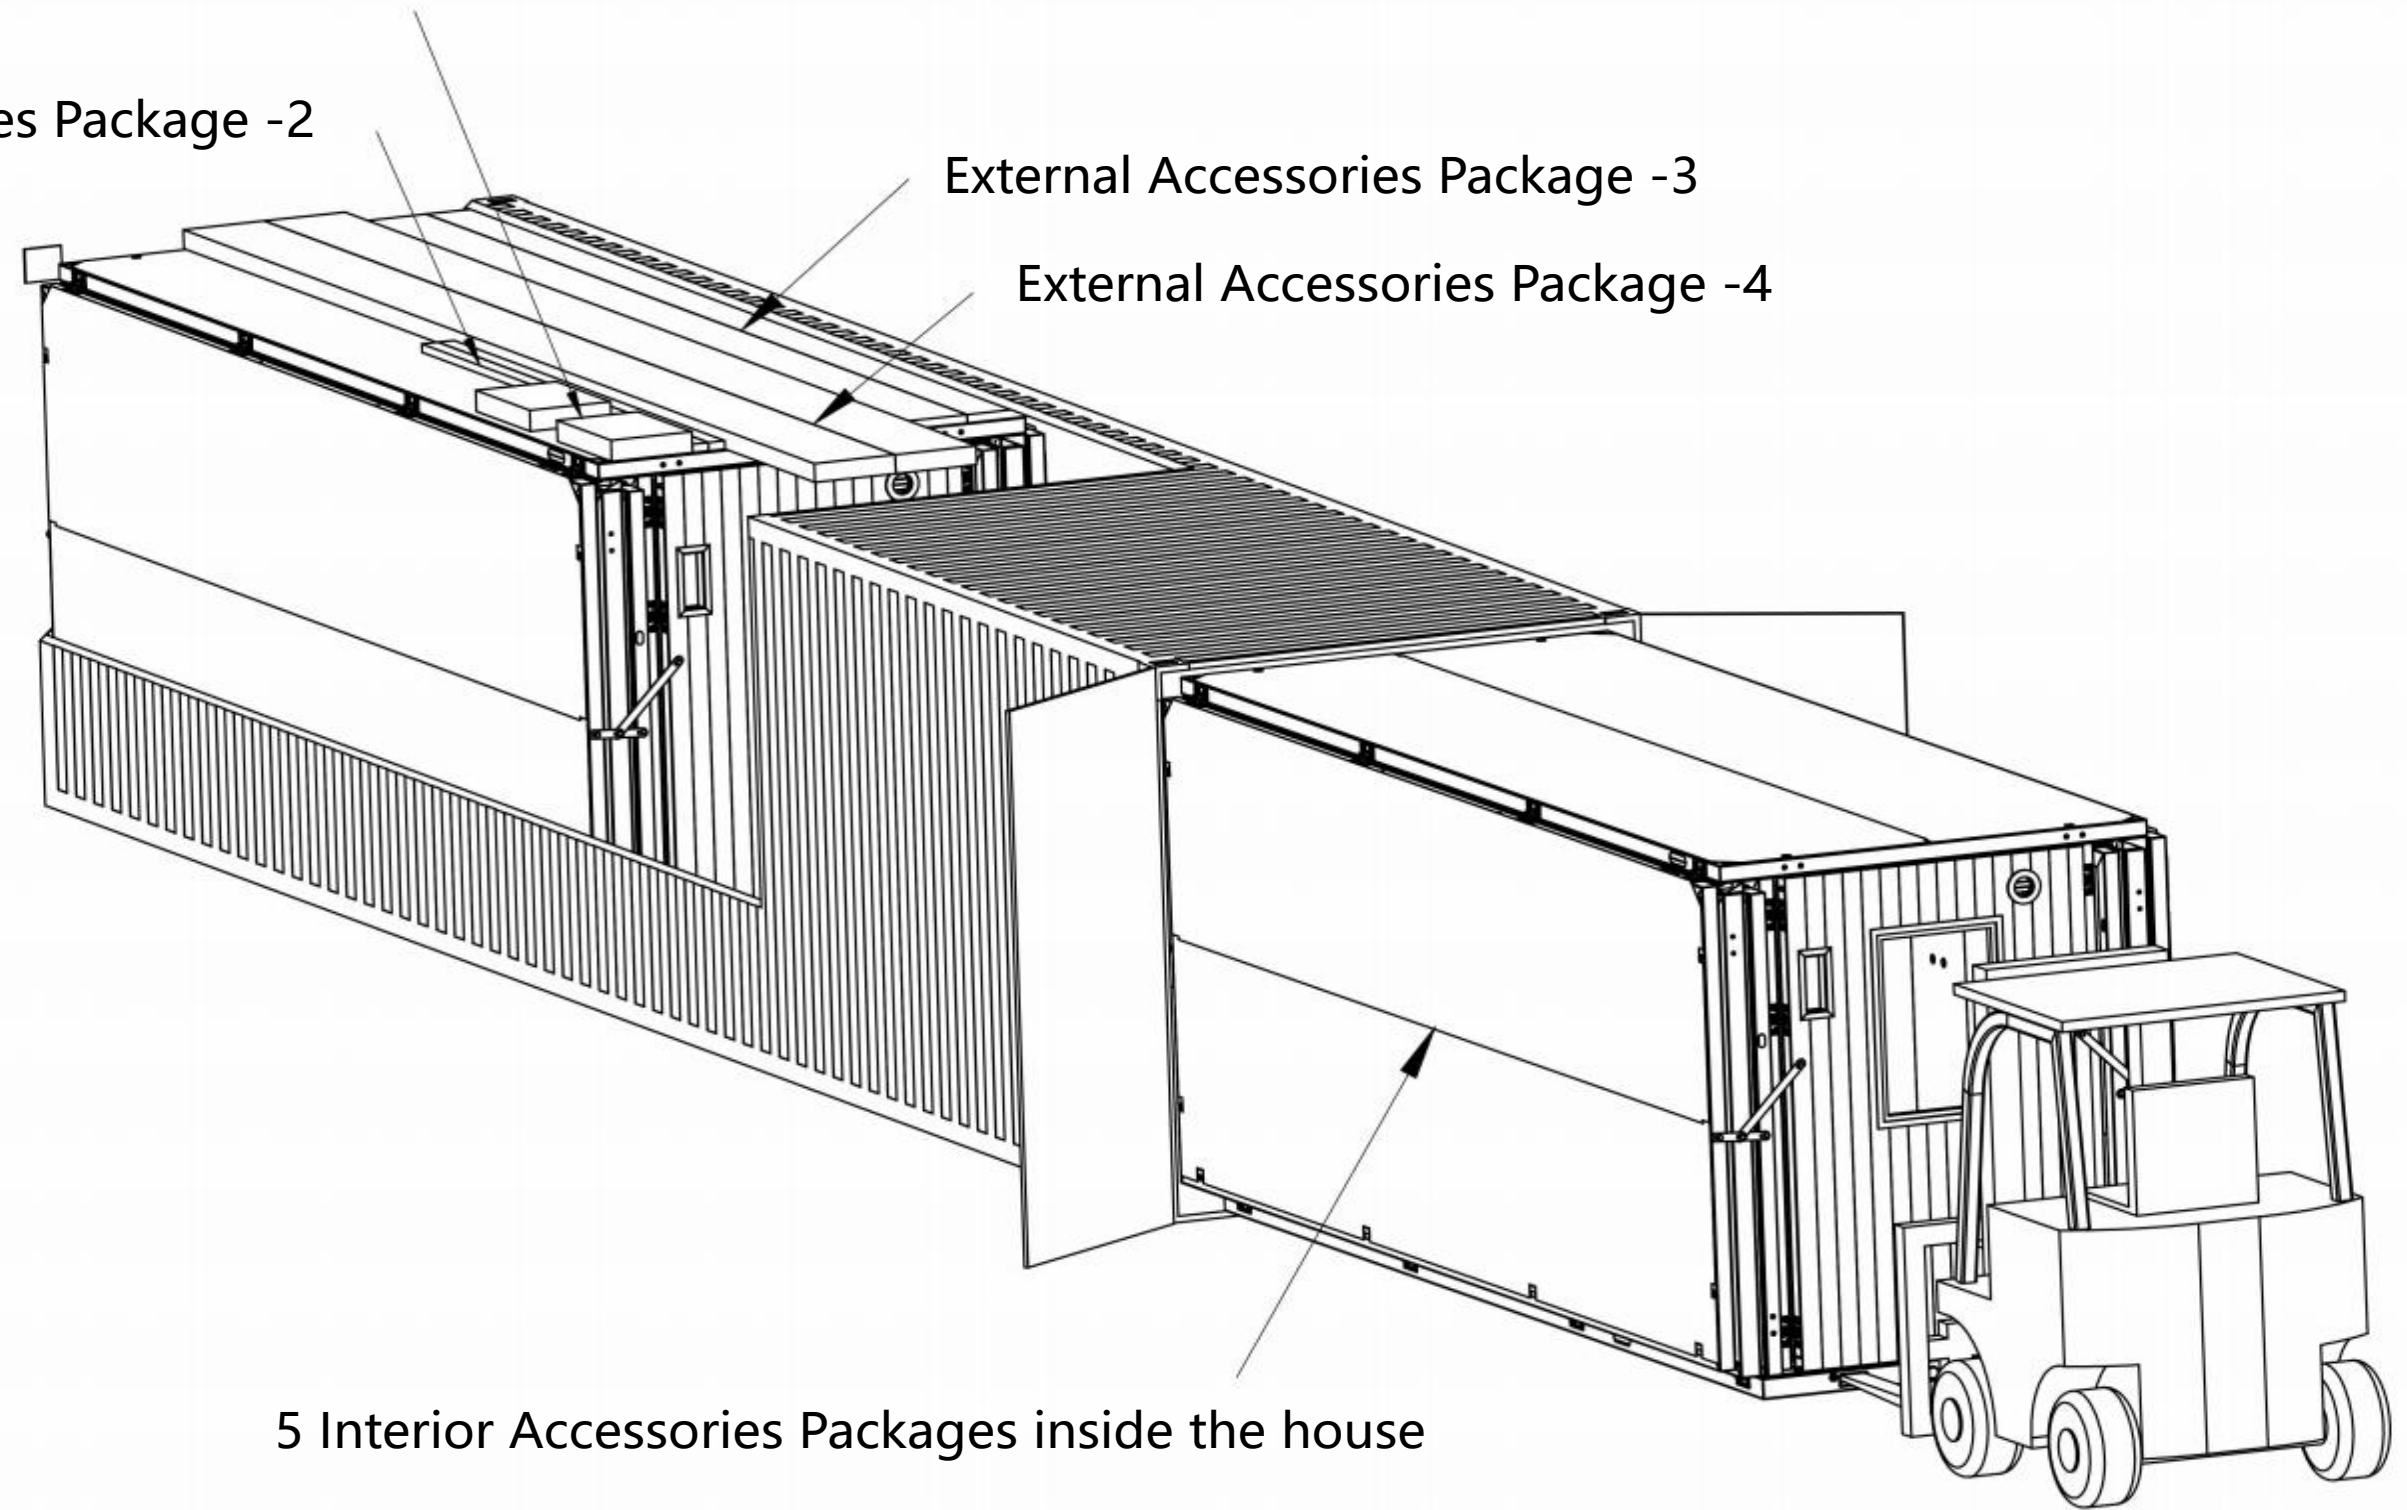 es Package -2
External Accessories Package -3
External Accessories Package -4
5 Interior Accessories Packages inside the house